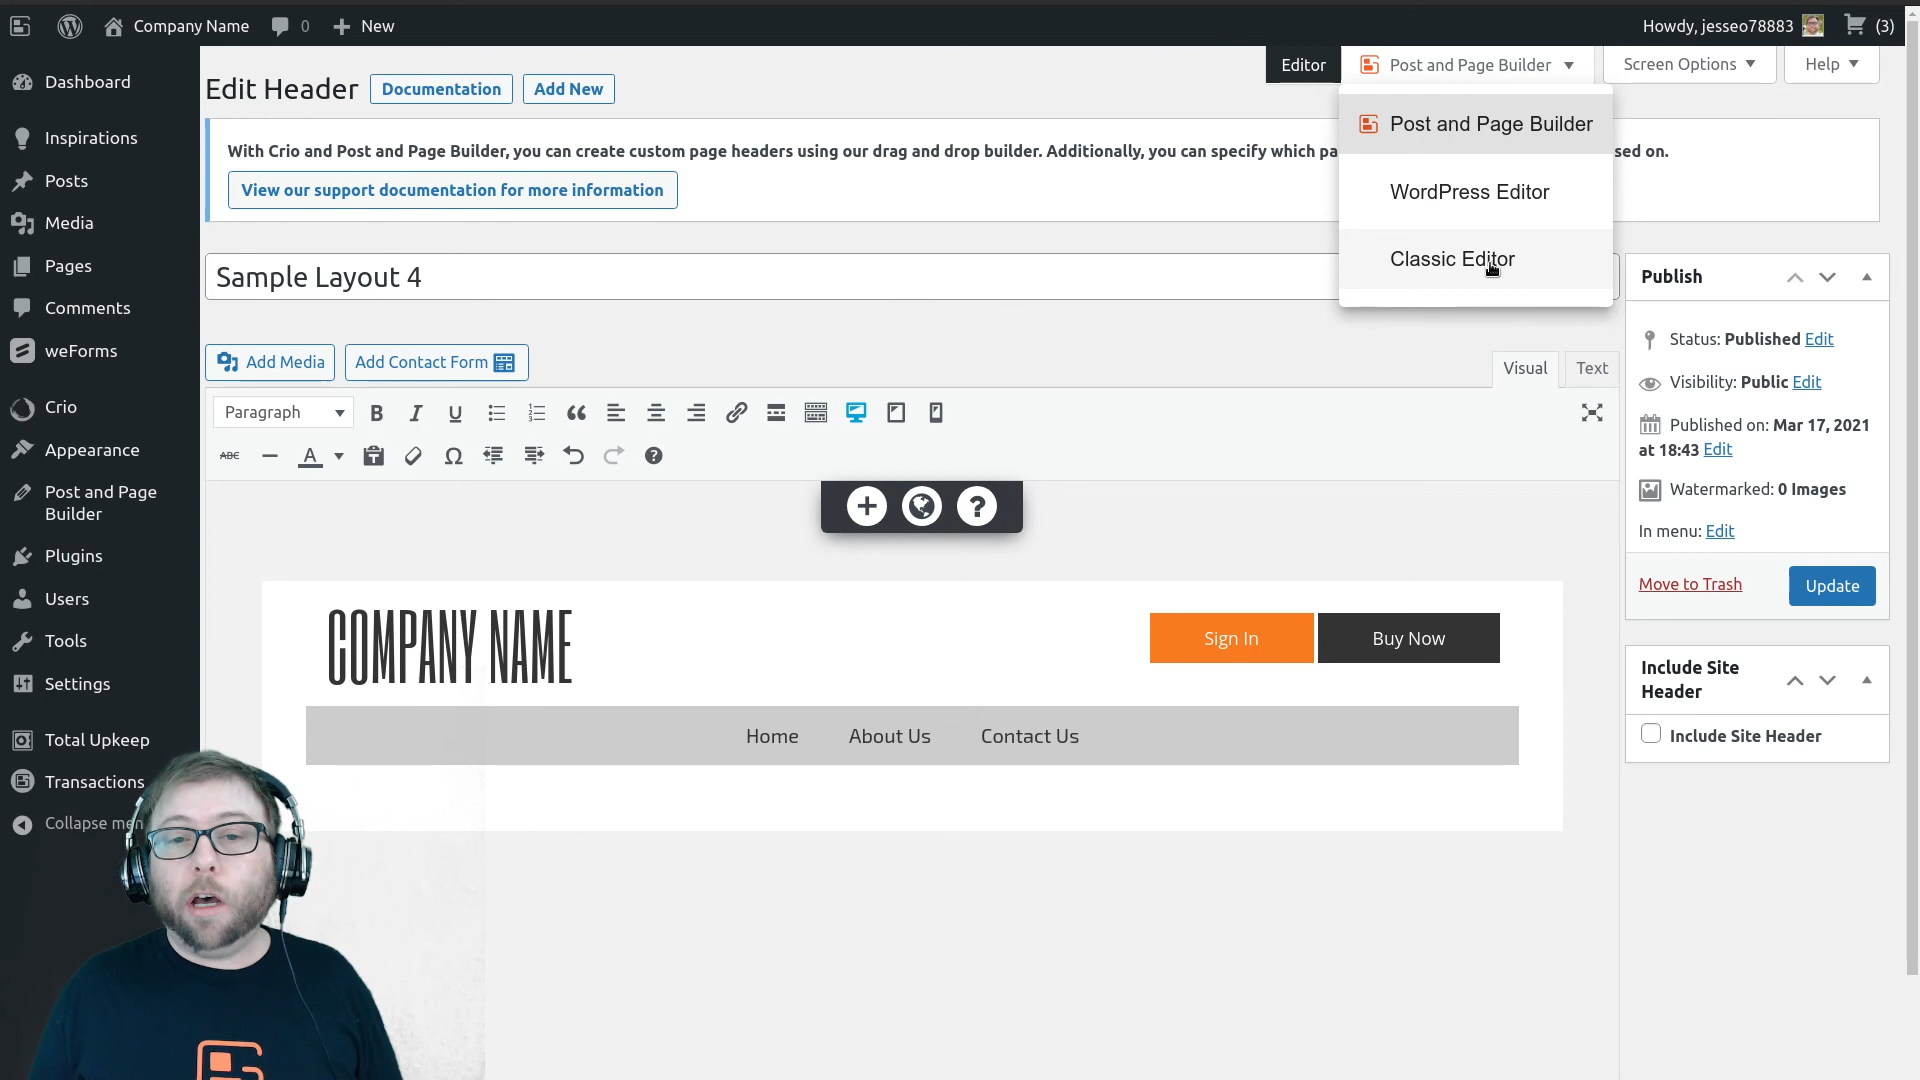 Company Name
0
New
Howdy, jesseo78883
(3)
Dashboard
Inspirations
Posts
Media
Pages
Comments
weForms
Crio
Appearance
Post and Page
Builder
Plugins
Users
Tools
Settings
Total Upkeep
Transactions
Collapse men
Edit Header
Documentation
Add New
Editor
Post and Page Builder
Screen Options
Help
Post and Page Builder
WordPress Editor
Classic Editor
With Crio and Post and Page Builder, you can create custom page headers using our drag and drop builder. Additionally, you can specify which pa
sed on.
View our support documentation for more information
Sample Layout 4
Add Media
Add Contact Form
Visual
Text
Paragraph
B
I
U
ABC
A
Ω
?
+
?
COMPANY NAME
Sign In
Buy Now
Home
About Us
Contact Us
Publish
Status: Published Edit
Visibility: Public Edit
Published on: Mar 17, 2021
at 18:43 Edit
Watermarked: 0 Images
In menu: Edit
Move to Trash
Update
Include Site
Header
Include Site Header